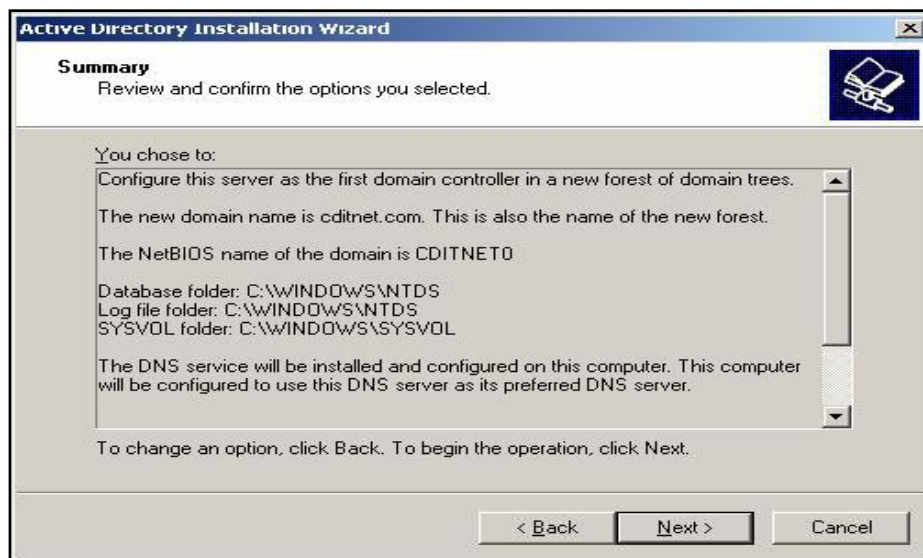 Active Directory Installation Wizard
Summary
Review and confirm the options you selected.
You chose to:
Configure this server as the first domain controller in a new forest of domain trees.
The new domain name is cditnet.com. This is also the name of the new forest.
The NetBIOS name of the domain is CDITNET0
Database folder: C:\WINDOWS\NTDS
Log file folder: C:\WINDOWS\NTDS
SYSVOL folder: C:\WINDOWS\SYSVOL
The DNS service will be installed and configured on this computer. This computer
will be configured to use this DNS server as its preferred DNS server.
To change an option, click Back. To begin the operation, click Next.
< Back Next > Cancel